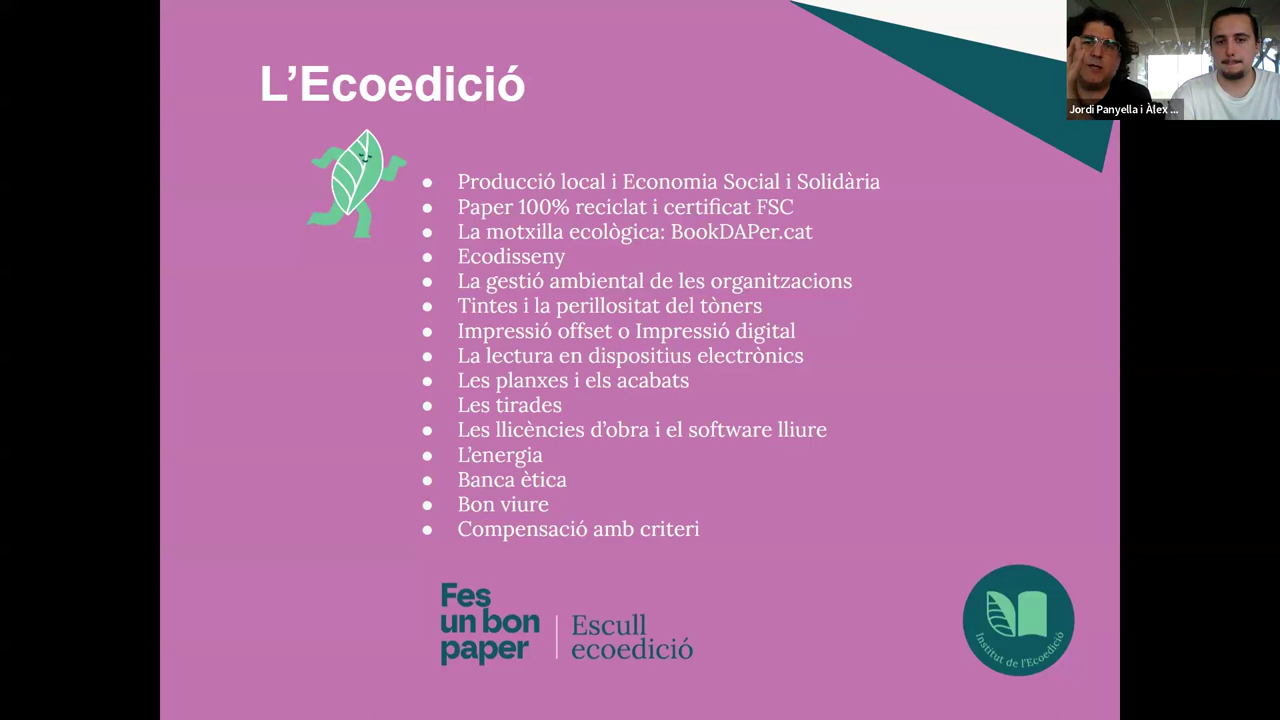 L’Ecoedició
Jordi Panyella i Àlex ...
● Producció local i Economia Social i Solidària
● Paper 100% reciclat i certificat FSC
● La motxilla ecològica: BookDAPer.cat
● Ecodisseny
● La gestió ambiental de les organitzacions
● Tintes i la perillositat del tòners
● Impressió offset o Impressió digital
● La lectura en dispositius electrònics
● Les planxes i els acabats
● Les tirades
● Les llicències d’obra i el software lliure
● L’energia
● Banca ètica
● Bon viure
● Compensació amb criteri
Fes
un bon
paper
Escull
ecoedició
Institut de l’Ecoedició